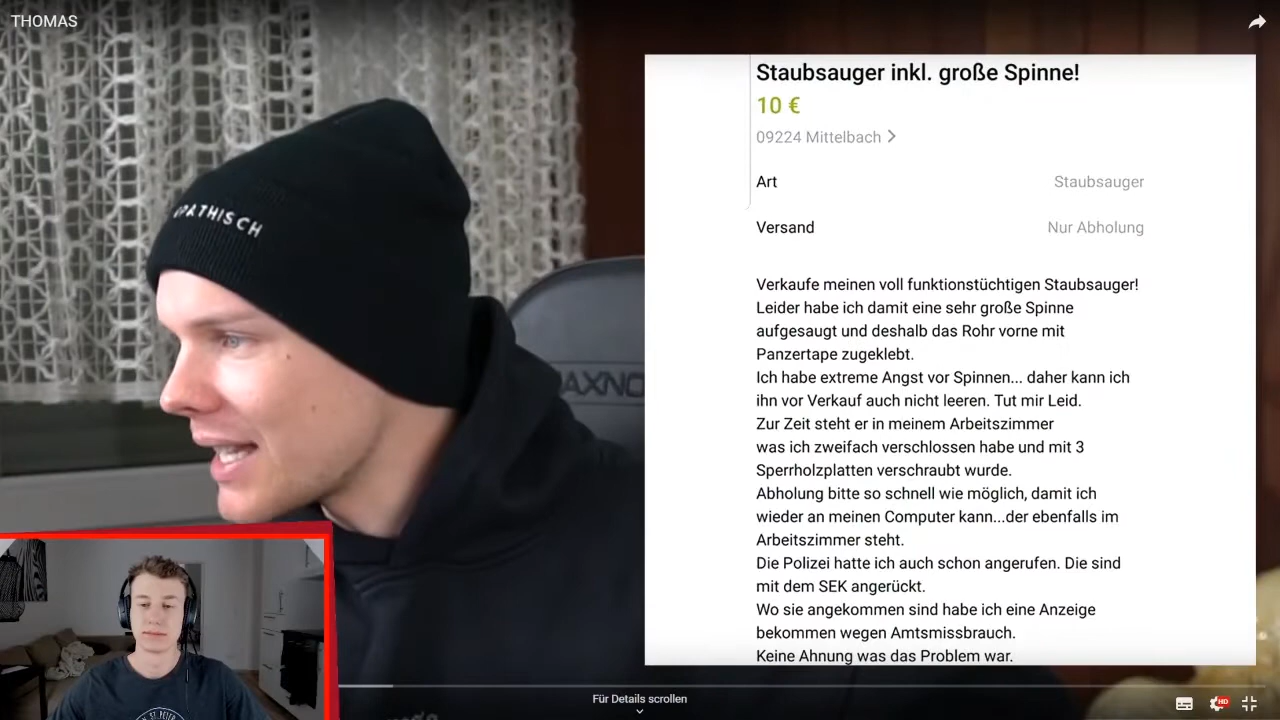 THOMAS
Staubsauger inkl. große Spinne!
10 €
09224 Mittelbach
Art
Staubsauger
Versand
Nur Abholung
Verkaufe meinen voll funktionstüchtigen Staubsauger!
Leider habe ich damit eine sehr große Spinne
aufgesaugt und deshalb das Rohr vorne mit
Panzertape zugeklebt.
Ich habe extreme Angst vor Spinnen... daher kann ich
ihn vor Verkauf auch nicht leeren. Tut mir Leid.
Zur Zeit steht er in meinem Arbeitszimmer
was ich zweifach verschlossen habe und mit 3
Sperrholzplatten verschraubt wurde.
Abholung bitte so schnell wie möglich, damit ich
wieder an meinen Computer kann...der ebenfalls im
Arbeitszimmer steht.
Die Polizei hatte ich auch schon angerufen. Die sind
mit dem SEK angerückt.
Wo sie angekommen sind habe ich eine Anzeige
bekommen wegen Amtsmissbrauch.
Keine Ahnung was das Problem war.
Für Details scrollen
HD